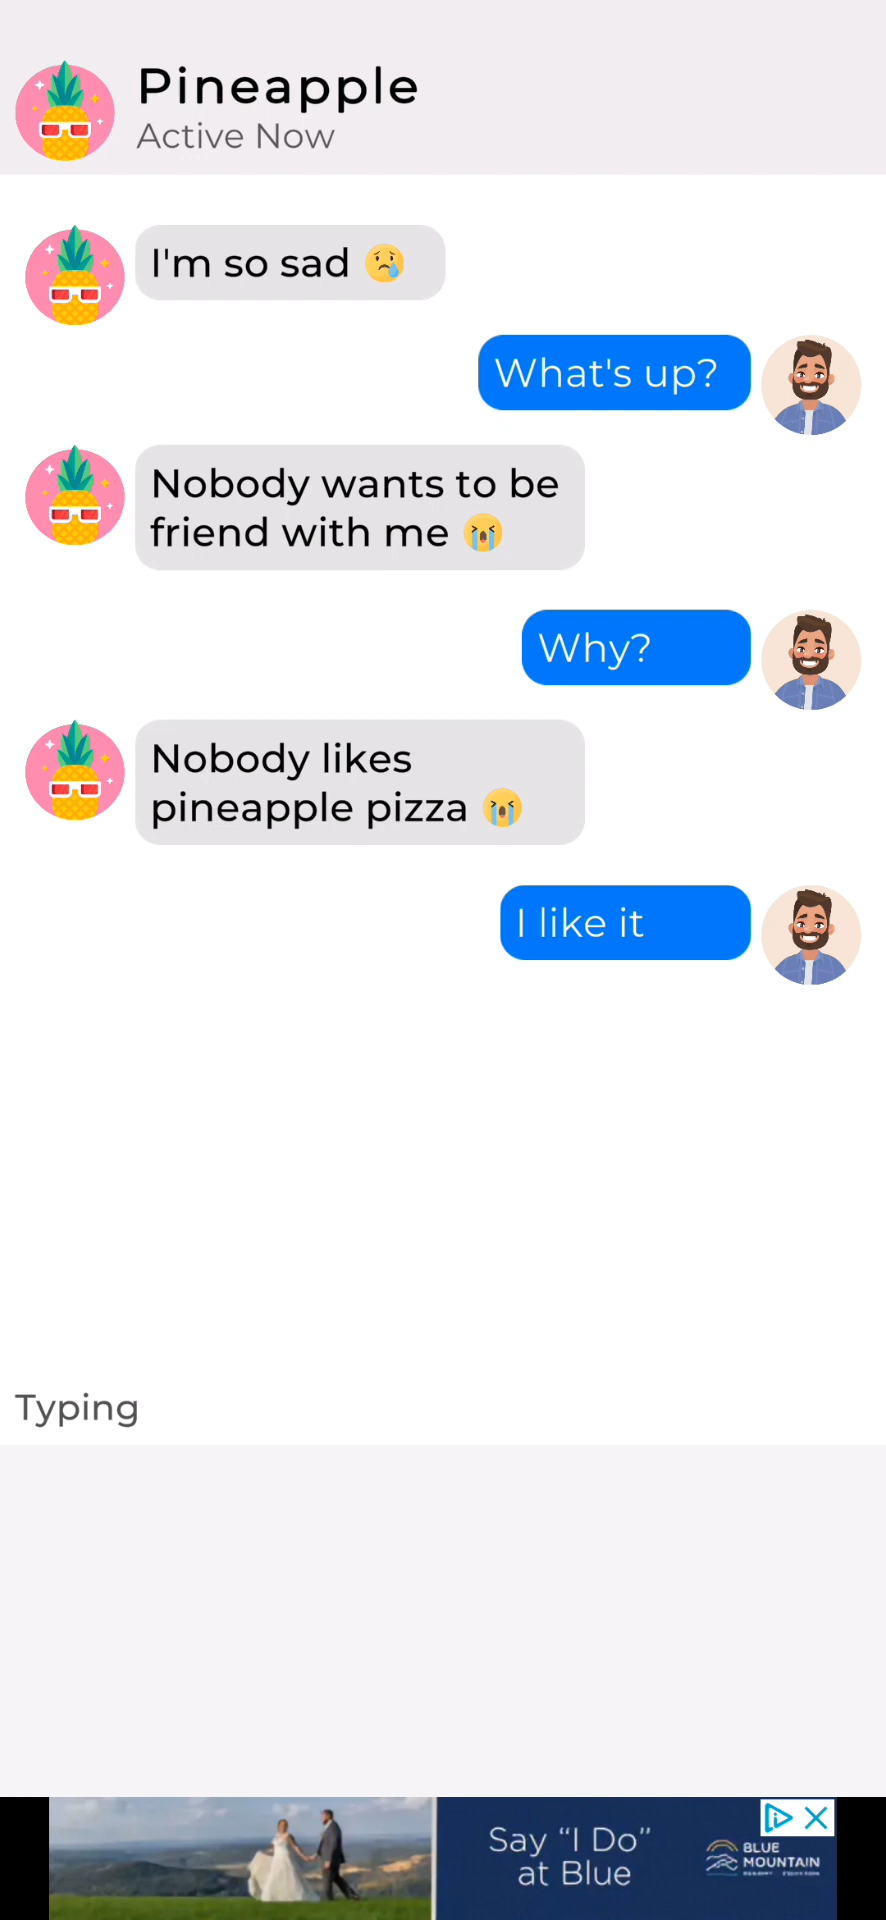 Pineapple
Active Now
I'm so sad 😢
What's up?
Nobody wants to be
friend with me 😭
Why?
Nobody likes
pineapple pizza 😭
I like it
Typing
Say “I Do”
at Blue
BLUE
MOUNTAIN